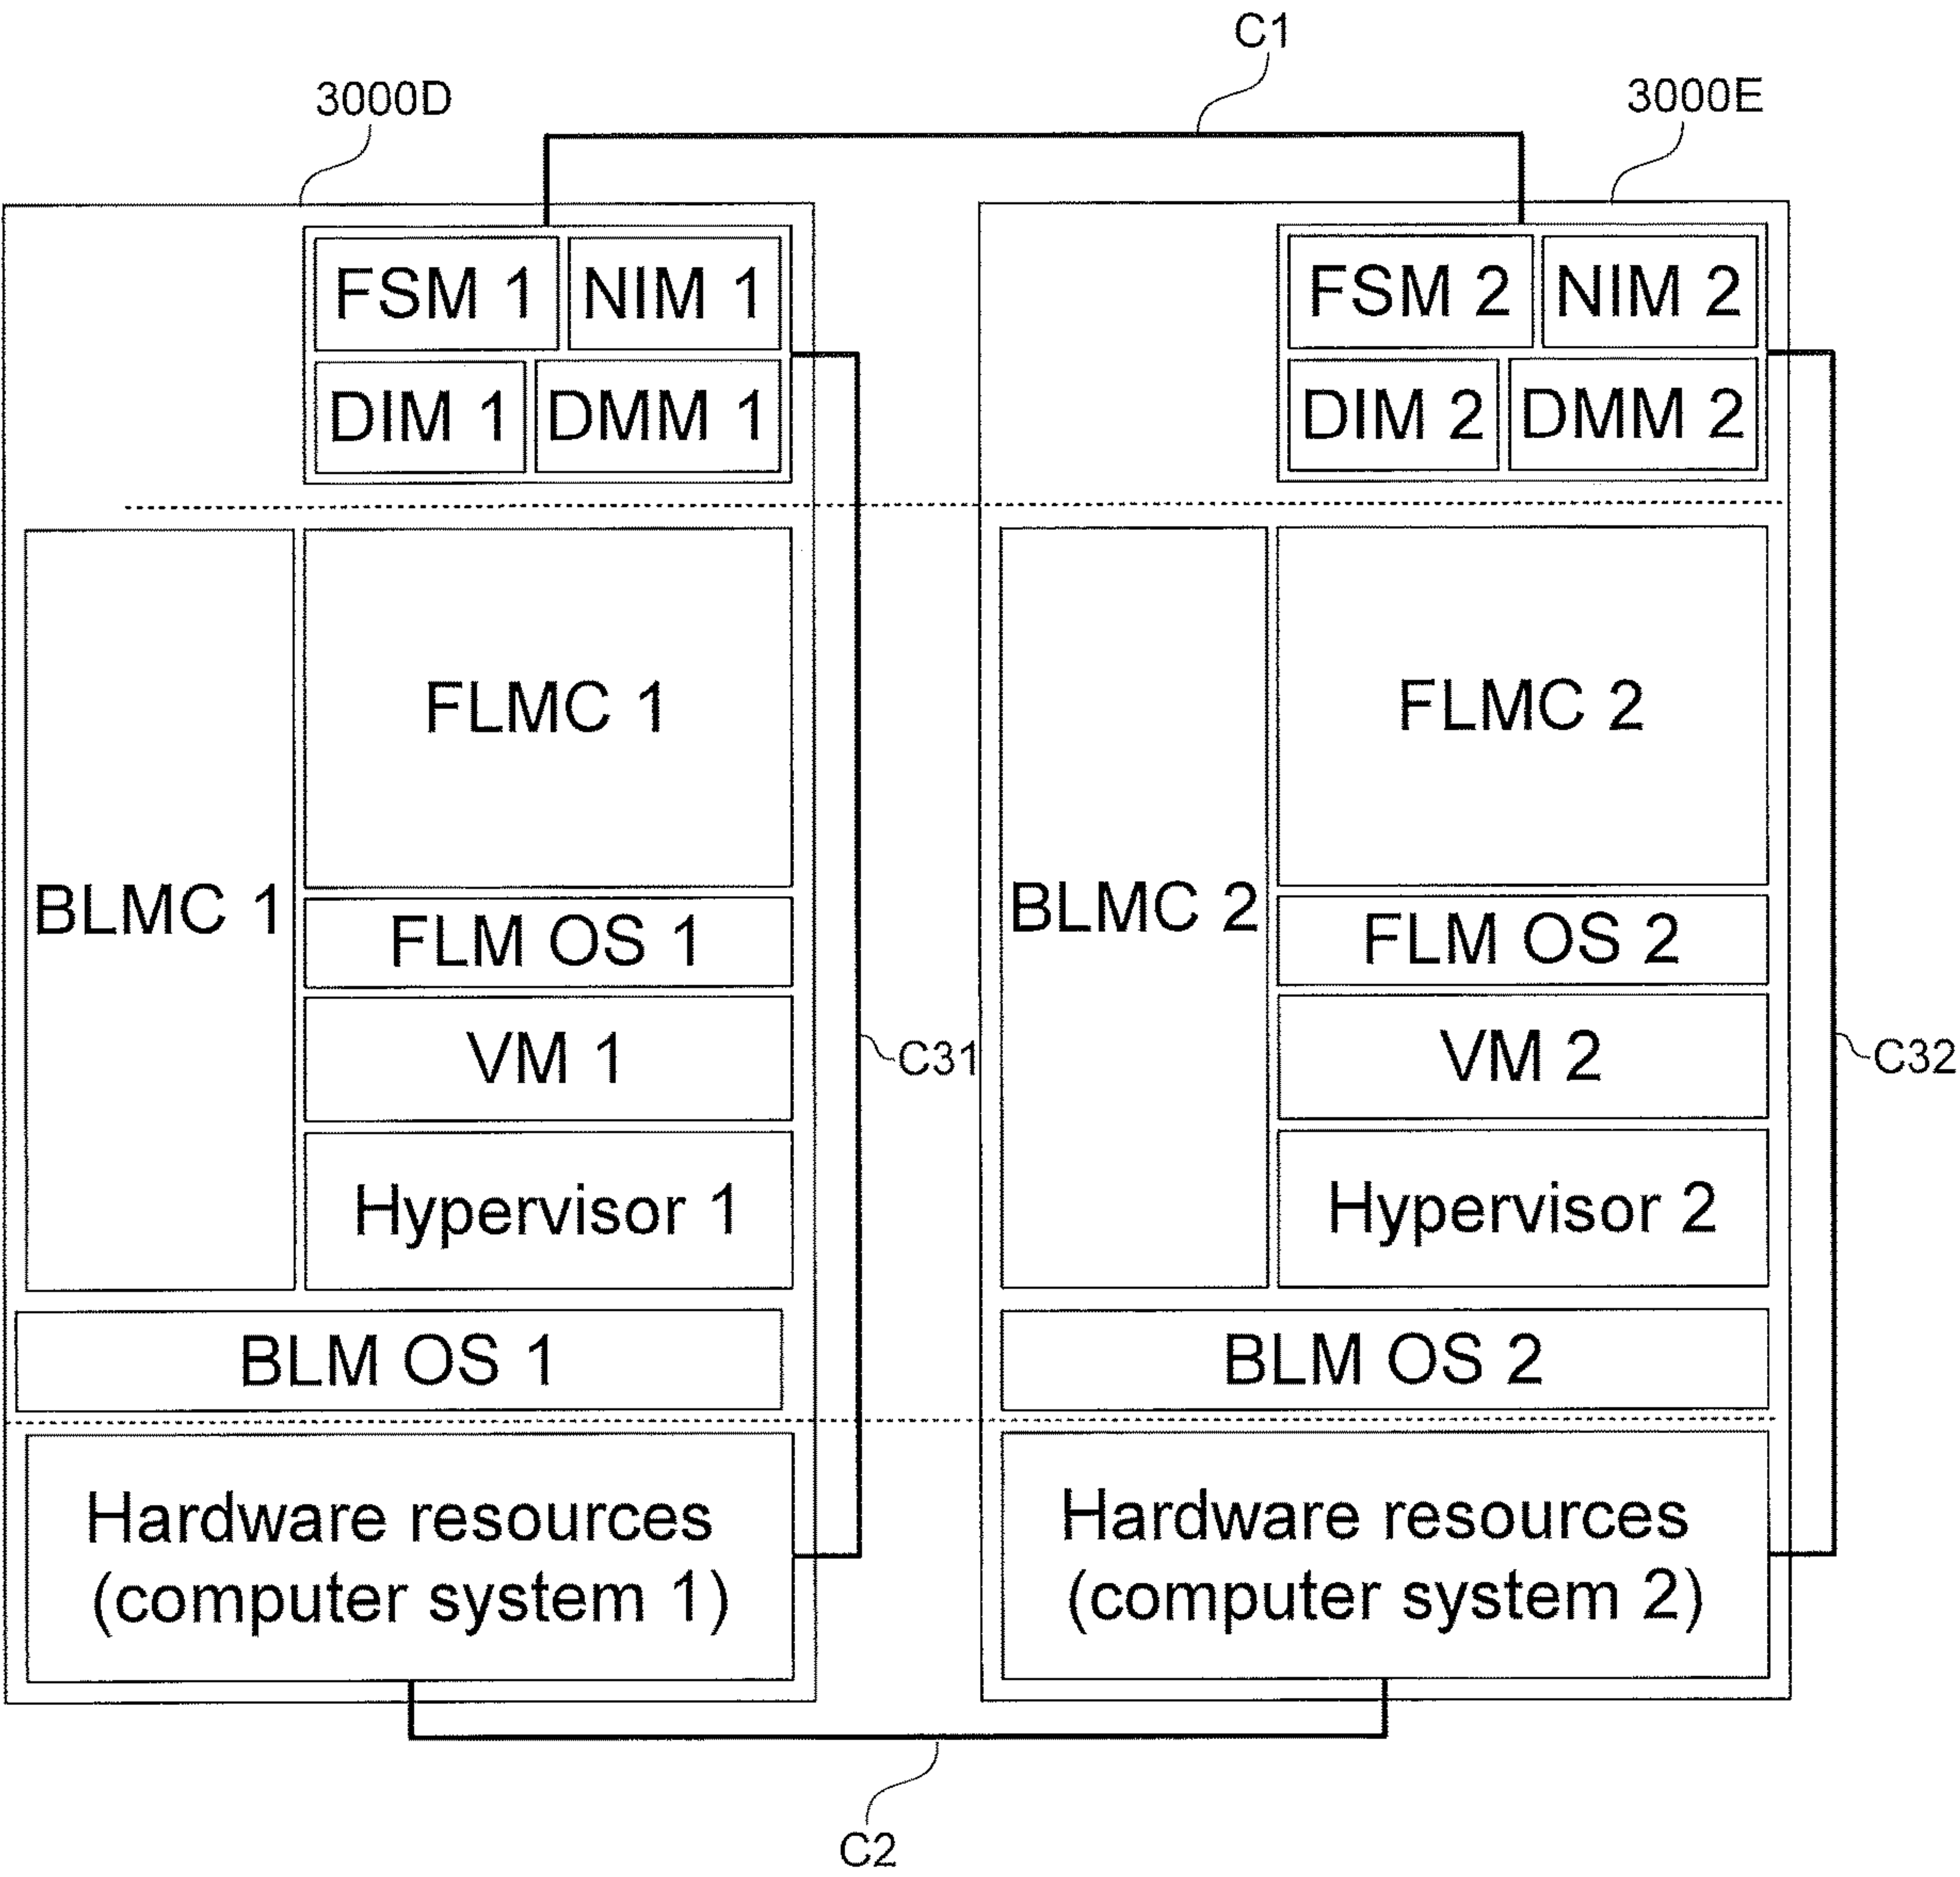 C1
3000D
3000E
FSM 1
NIM 1
DIM 1
DMM 1
FSM 2
NIM 2
DIM 2
DMM 2
BLMC 1
FLMC 1
FLM OS 1
VM 1
Hypervisor 1
BLM OS 1
Hardware resources
(computer system 1)
C31
BLMC 2
FLMC 2
FLM OS 2
VM 2
Hypervisor 2
BLM OS 2
Hardware resources
(computer system 2)
C32
C2